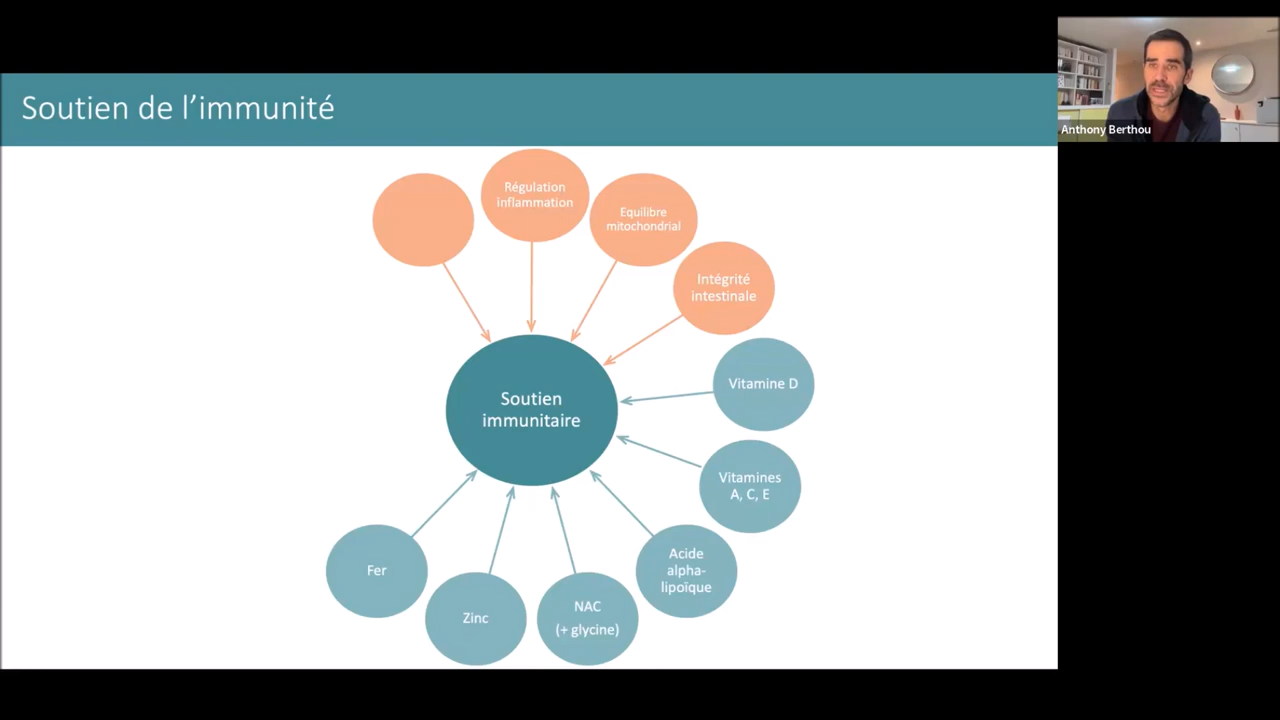 Soutien de l'immunité
Anthony Berthou
Régulation
inflammation
Equilibre
mitochondrial
Intégrité
intestinale
Vitamine D
Soutien
immunitaire
Vitamines
A, C, E
Acide
alpha-
lipoïque
Fer
NAC
(+ glycine)
Zinc